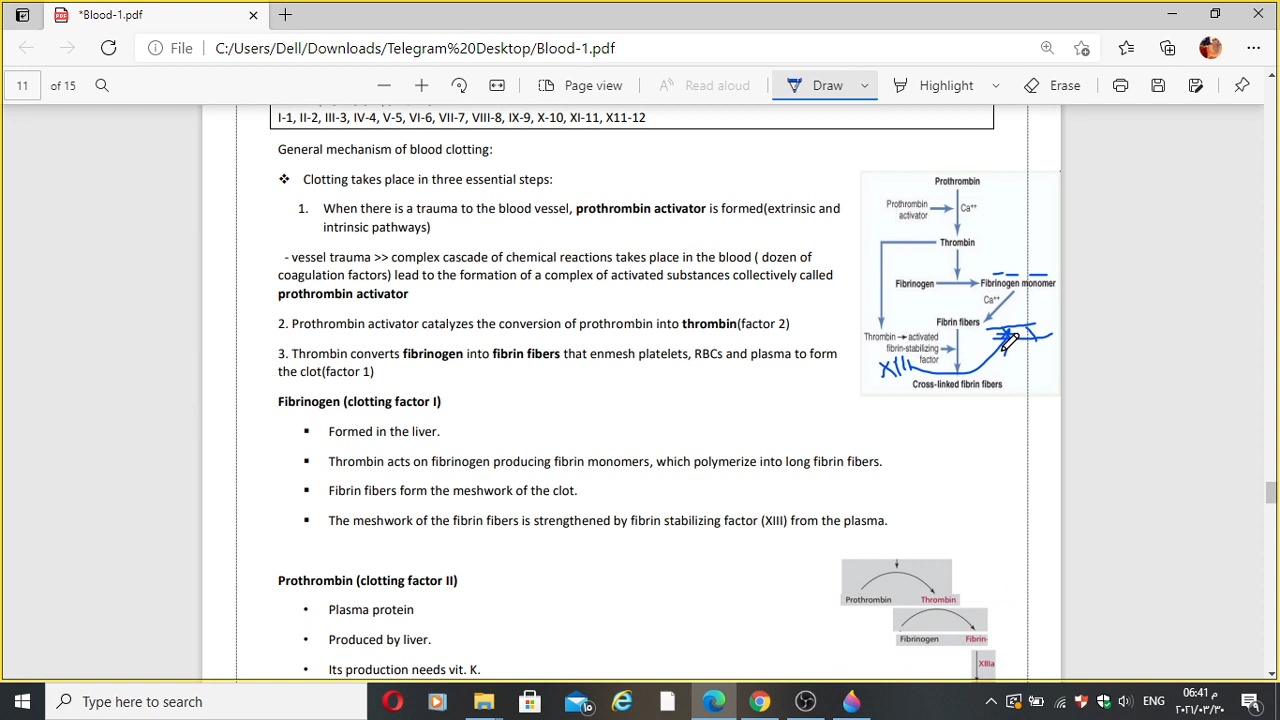 *Blood-1.pdf
File
C:/Users/Dell/Downloads/Telegram%20Desktop/Blood-1.pdf
11 of 15
Page view
Read aloud
Draw
Highlight
Erase
I-1, II-2, III-3, IV-4, V-5, VI-6, VII-7, VIII-8, IX-9, X-10, XI-11, X11-12
General mechanism of blood clotting:
❖ Clotting takes place in three essential steps:
1. When there is a trauma to the blood vessel, prothrombin activator is formed(extrinsic and
intrinsic pathways)
- vessel trauma >> complex cascade of chemical reactions takes place in the blood ( dozen of
coagulation factors) lead to the formation of a complex of activated substances collectively called
prothrombin activator
2. Prothrombin activator catalyzes the conversion of prothrombin into thrombin(factor 2)
3. Thrombin converts fibrinogen into fibrin fibers that enmesh platelets, RBCs and plasma to form
the clot(factor 1)
Prothrombin
Prothrombin
activator
Ca⁺⁺
Thrombin
Fibrinogen
Fibrinogen monomer
Ca⁺⁺
Fibrin fibers
Thrombin → activated
fibrin-stabilizing
factor
XIII
Cross-linked fibrin fibers
Fibrinogen (clotting factor I)
▪ Formed in the liver.
▪ Thrombin acts on fibrinogen producing fibrin monomers, which polymerize into long fibrin fibers.
▪ Fibrin fibers form the meshwork of the clot.
▪ The meshwork of the fibrin fibers is strengthened by fibrin stabilizing factor (XIII) from the plasma.
Prothrombin (clotting factor II)
• Plasma protein
• Produced by liver.
• Its production needs vit. K.
Prothrombin Thrombin
Fibrinogen Fibrin-
XIIIa
Type here to search
ENG
06:41 م
٢٠٢١/٠٣/٣٠